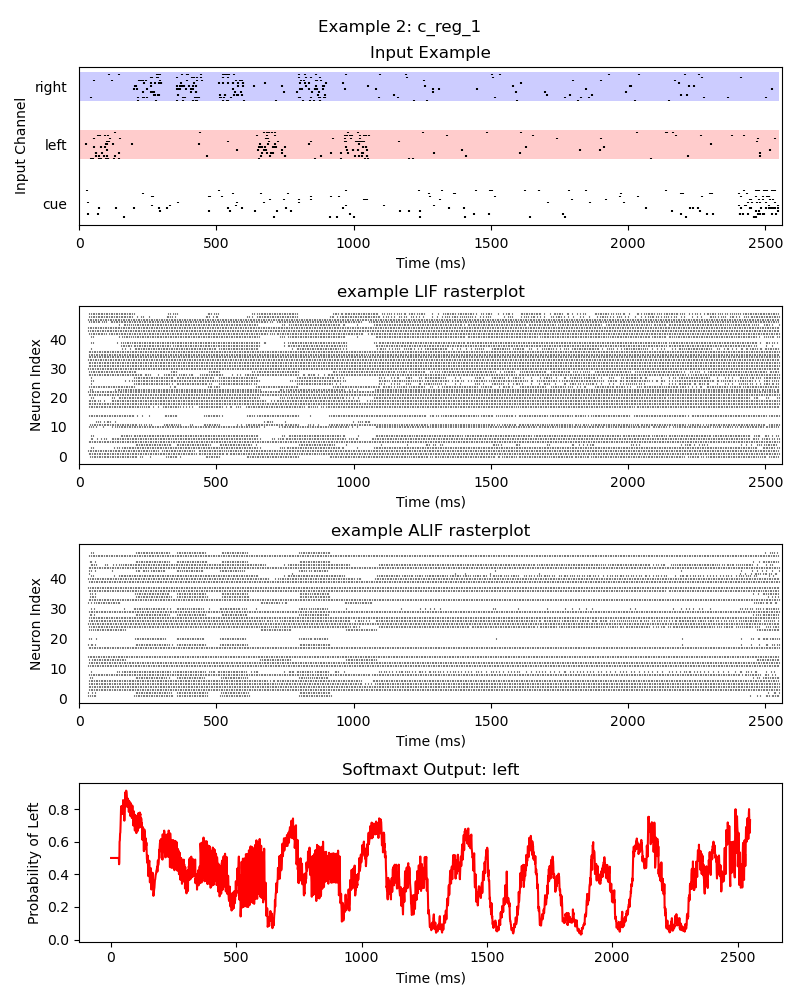 Example 2: c_reg_1
Input Example
Input Channel
right
left
cue
0 500 1000 1500 2000 2500
Time (ms)
example LIF rasterplot
Neuron Index
40
30
20
10
0
0 500 1000 1500 2000 2500
Time (ms)
example ALIF rasterplot
Neuron Index
40
30
20
10
0
0 500 1000 1500 2000 2500
Time (ms)
Softmaxt Output: left
Probability of Left
0.8
0.6
0.4
0.2
0.0
0 500 1000 1500 2000 2500
Time (ms)